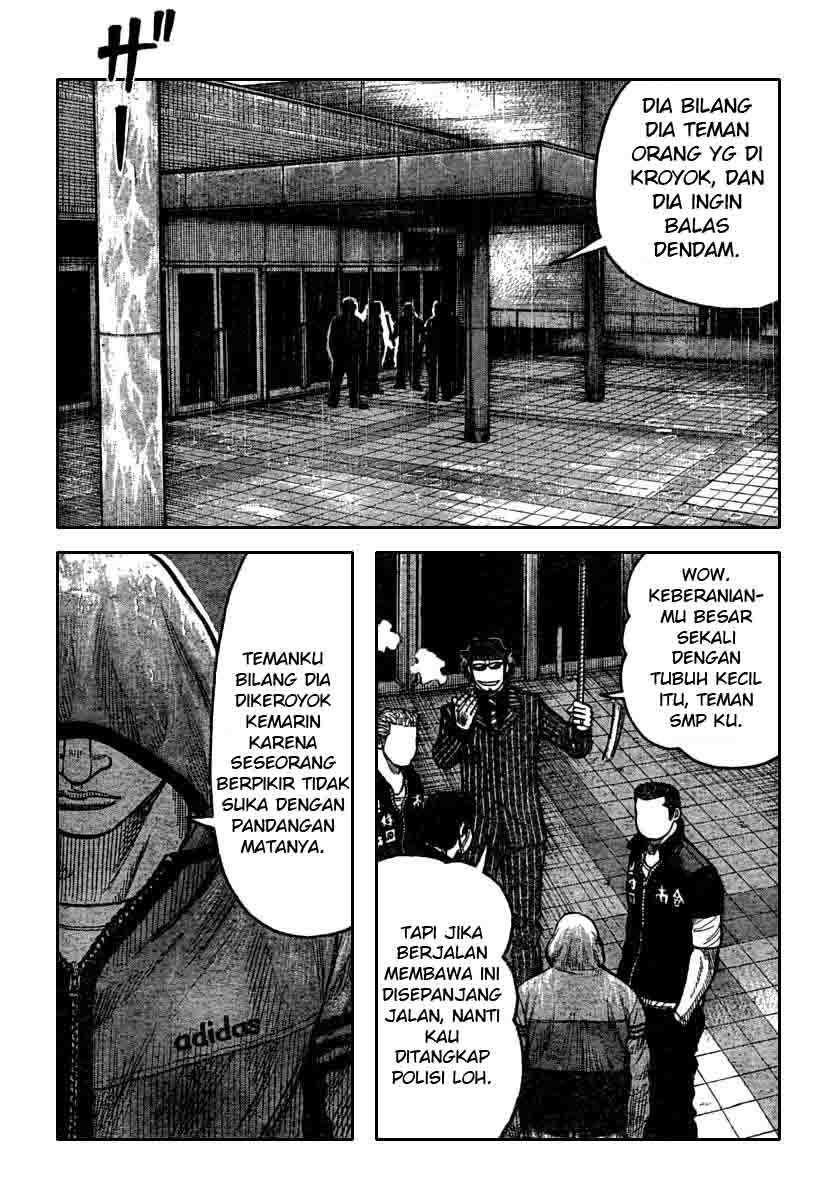 ザ゛ー
DIA BILANG
DIA TEMAN
ORANG YG DI
KROYOK, DAN
DIA INGIN
BALAS
DENDAM.
WOW.
KEBERANIAN-
MU BESAR
SEKALI
DENGAN
TUBUH KECIL
ITU, TEMAN
SMP KU.
TAPI JIKA
BERJALAN
MEMBAWA INI
DISEPANJANG
JALAN, NANTI
KAU
DITANGKAP
POLISI LOH.
TEMANKU
BILANG DIA
DIKEROYOK
KEMARIN
KARENA
SESEORANG
BERPIKIR TIDAK
SUKA DENGAN
PANDANGAN
MATANYA.
adidas